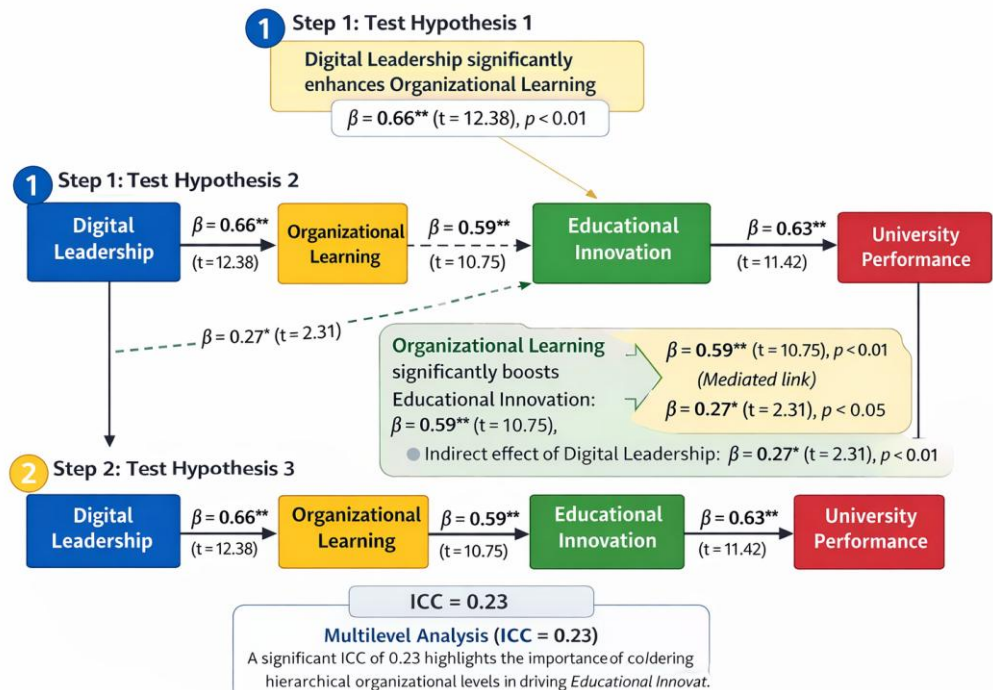 1 Step 1: Test Hypothesis 1
Digital Leadership significantly
enhances Organizational Learning
β = 0.66** (t = 12.38), p < 0.01
1 Step 1: Test Hypothesis 2
Digital
Leadership
β = 0.66**
(t = 12.38)
Organizational
Learning
β = 0.59**
(t = 10.75)
Educational
Innovation
β = 0.63**
(t = 11.42)
University
Performance
β = 0.27* (t = 2.31)
Organizational Learning
significantly boosts
Educational Innovation:
β = 0.59** (t = 10.75),
β = 0.59** (t = 10.75), p < 0.01
(Mediated link)
β = 0.27* (t = 2.31), p < 0.05
Indirect effect of Digital Leadership: β = 0.27* (t = 2.31), p < 0.01
2 Step 2: Test Hypothesis 3
Digital
Leadership
β = 0.66**
(t = 12.38)
Organizational
Learning
β = 0.59**
(t = 10.75)
Educational
Innovation
β = 0.63**
(t = 11.42)
University
Performance
ICC = 0.23
Multilevel Analysis (ICC = 0.23)
A significant ICC of 0.23 highlights the importance of coldering
hierarchical organizational levels in driving Educational Innovat.